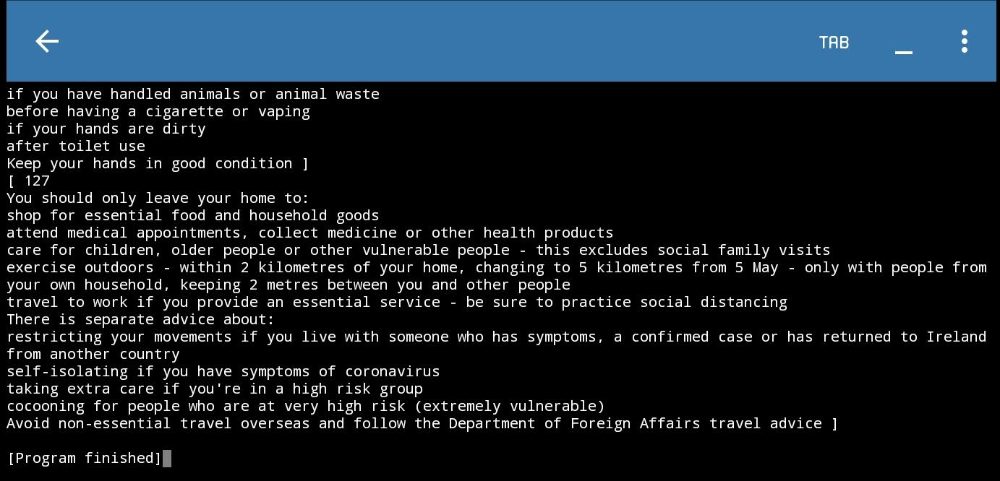 TAB
if you have handled animals or animal waste
before having a cigarette or vaping
if your hands are dirty
after toilet use
Keep your hands in good condition ]
[ 127
You should only leave your home to:
shop for essential food and household goods
attend medical appointments, collect medicine or other health products
care for children, older people or other vulnerable people - this excludes social family visits
exercise outdoors - within 2 kilometres of your home, changing to 5 kilometres from 5 May - only with people from
your own household, keeping 2 metres between you and other people
travel to work if you provide an essential service - be sure to practice social distancing
There is separate advice about:
restricting your movements if you live with someone who has symptoms, a confirmed case or has returned to Ireland
from another country
self-isolating if you have symptoms of coronavirus
taking extra care if you're in a high risk group
cocooning for people who are at very high risk (extremely vulnerable)
Avoid non-essential travel overseas and follow the Department of Foreign Affairs travel advice ]
[Program finished]